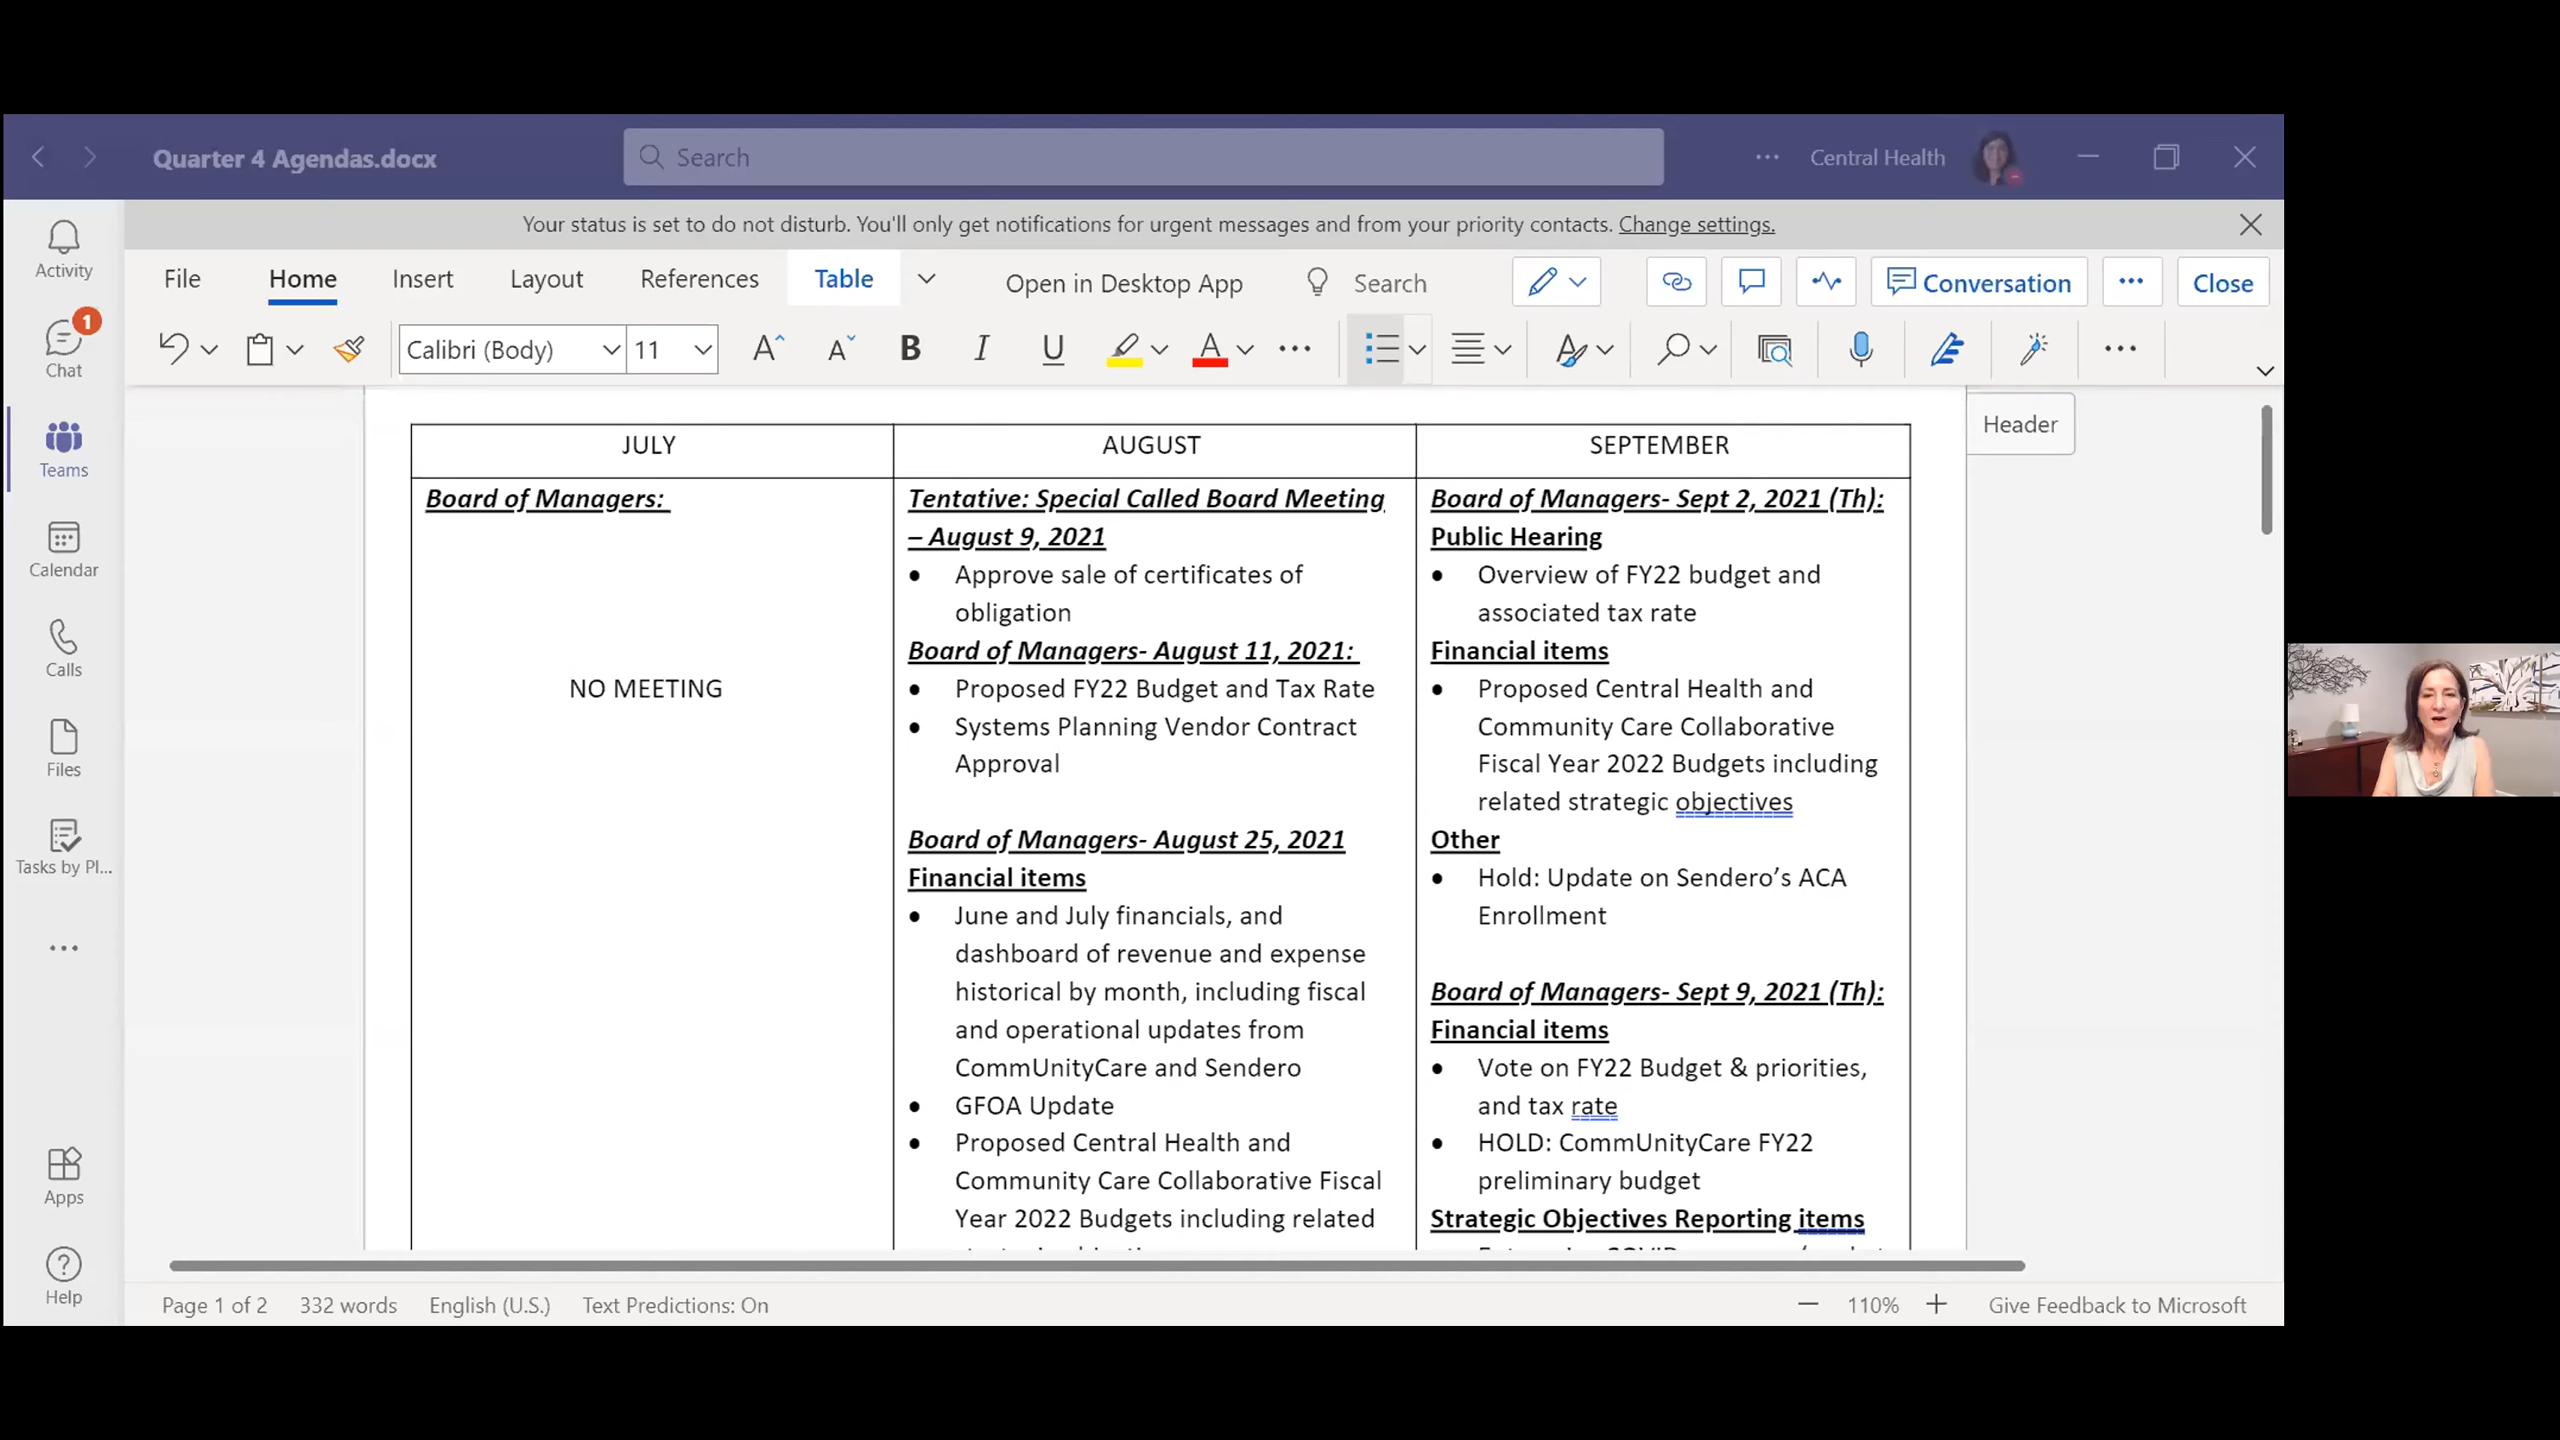 Quarter 4 Agendas.docx
Search
Central Health
Your status is set to do not disturb. You'll only get notifications for urgent messages and from your priority contacts. Change settings.
Activity
1
Chat
Teams
Calendar
Calls
Files
Tasks by Pl...
Apps
Help
File Home Insert Layout References Table Open in Desktop App Search Conversation Close
Calibri (Body) 11
Header
JULY
Board of Managers:
NO MEETING
AUGUST
Tentative: Special Called Board Meeting
– August 9, 2021
• Approve sale of certificates of
obligation
Board of Managers- August 11, 2021:
• Proposed FY22 Budget and Tax Rate
• Systems Planning Vendor Contract
Approval
Board of Managers- August 25, 2021
Financial items
• June and July financials, and
dashboard of revenue and expense
historical by month, including fiscal
and operational updates from
CommUnityCare and Sendero
• GFOA Update
• Proposed Central Health and
Community Care Collaborative Fiscal
Year 2022 Budgets including related
SEPTEMBER
Board of Managers- Sept 2, 2021 (Th):
Public Hearing
• Overview of FY22 budget and
associated tax rate
Financial items
• Proposed Central Health and
Community Care Collaborative
Fiscal Year 2022 Budgets including
related strategic objectives
Other
• Hold: Update on Sendero’s ACA
Enrollment
Board of Managers- Sept 9, 2021 (Th):
Financial items
• Vote on FY22 Budget & priorities,
and tax rate
• HOLD: CommUnityCare FY22
preliminary budget
Strategic Objectives Reporting items
Page 1 of 2 332 words English (U.S.) Text Predictions: On
110% Give Feedback to Microsoft